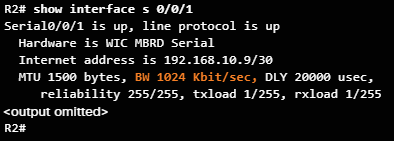 R2# show interface s 0/0/1
Serial0/0/1 is up, line protocol is up
Hardware is WIC MBRD Serial
Internet address is 192.168.10.9/30
MTU 1500 bytes, BW 1024 Kbit/sec, DLY 20000 usec,
reliability 255/255, txload 1/255, rxload 1/255
<output omitted>
R2#